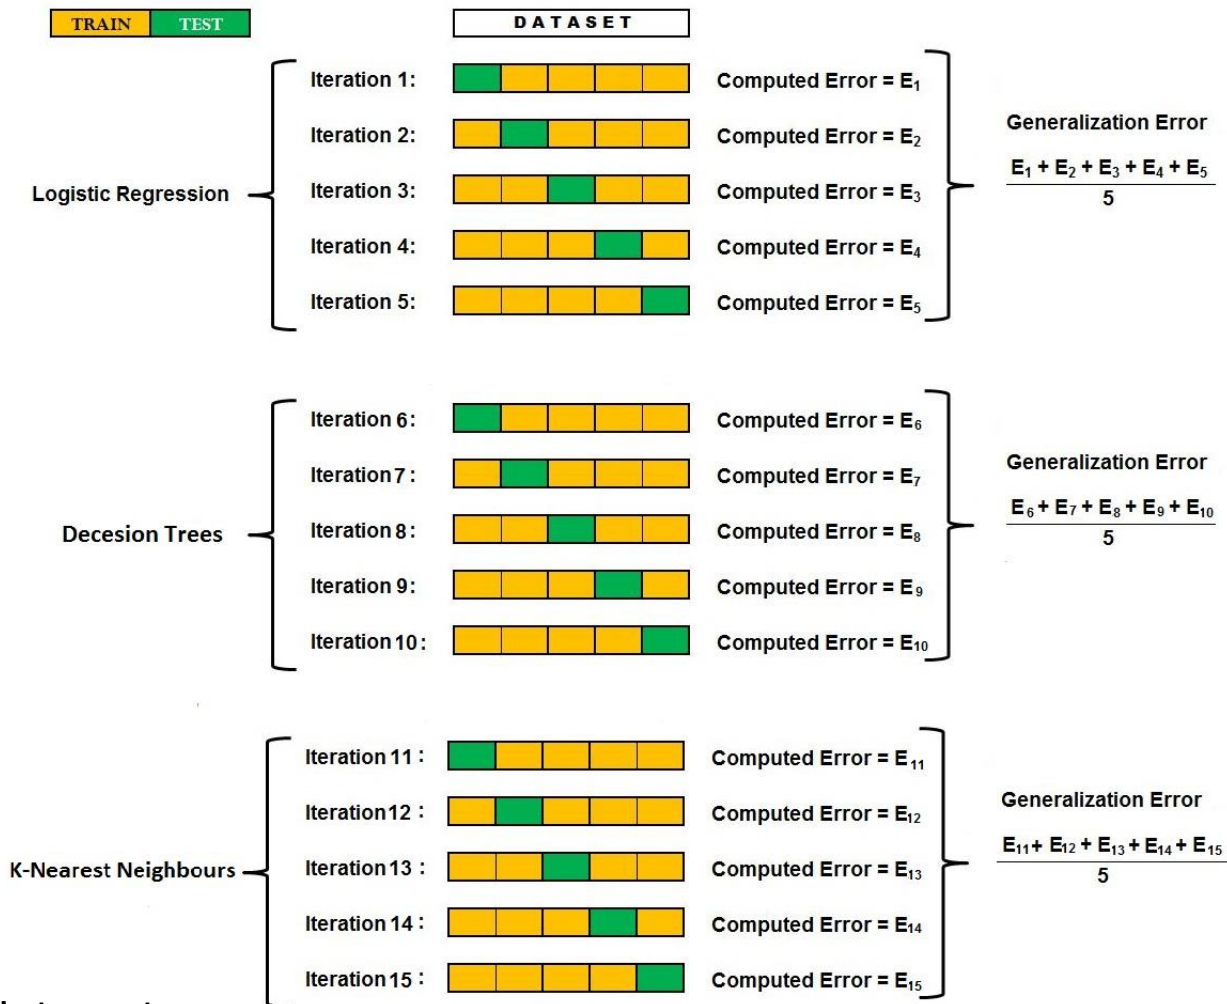 TRAIN TEST DATASET
Iteration 1: Computed Error = E₁
Iteration 2: Computed Error = E₂
Iteration 3: Computed Error = E₃
Iteration 4: Computed Error = E₄
Iteration 5: Computed Error = E₅
Logistic Regression
Generalization Error
E₁ + E₂ + E₃ + E₄ + E₅
5
Iteration 6: Computed Error = E₆
Iteration 7: Computed Error = E₇
Iteration 8: Computed Error = E₈
Iteration 9: Computed Error = E₉
Iteration 10: Computed Error = E₁₀
Decesion Trees
Generalization Error
E₆ + E₇ + E₈ + E₉ + E₁₀
5
Iteration 11: Computed Error = E₁₁
Iteration 12: Computed Error = E₁₂
Iteration 13: Computed Error = E₁₃
Iteration 14: Computed Error = E₁₄
Iteration 15: Computed Error = E₁₅
K-Nearest Neighbours
Generalization Error
E₁₁ + E₁₂ + E₁₃ + E₁₄ + E₁₅
5